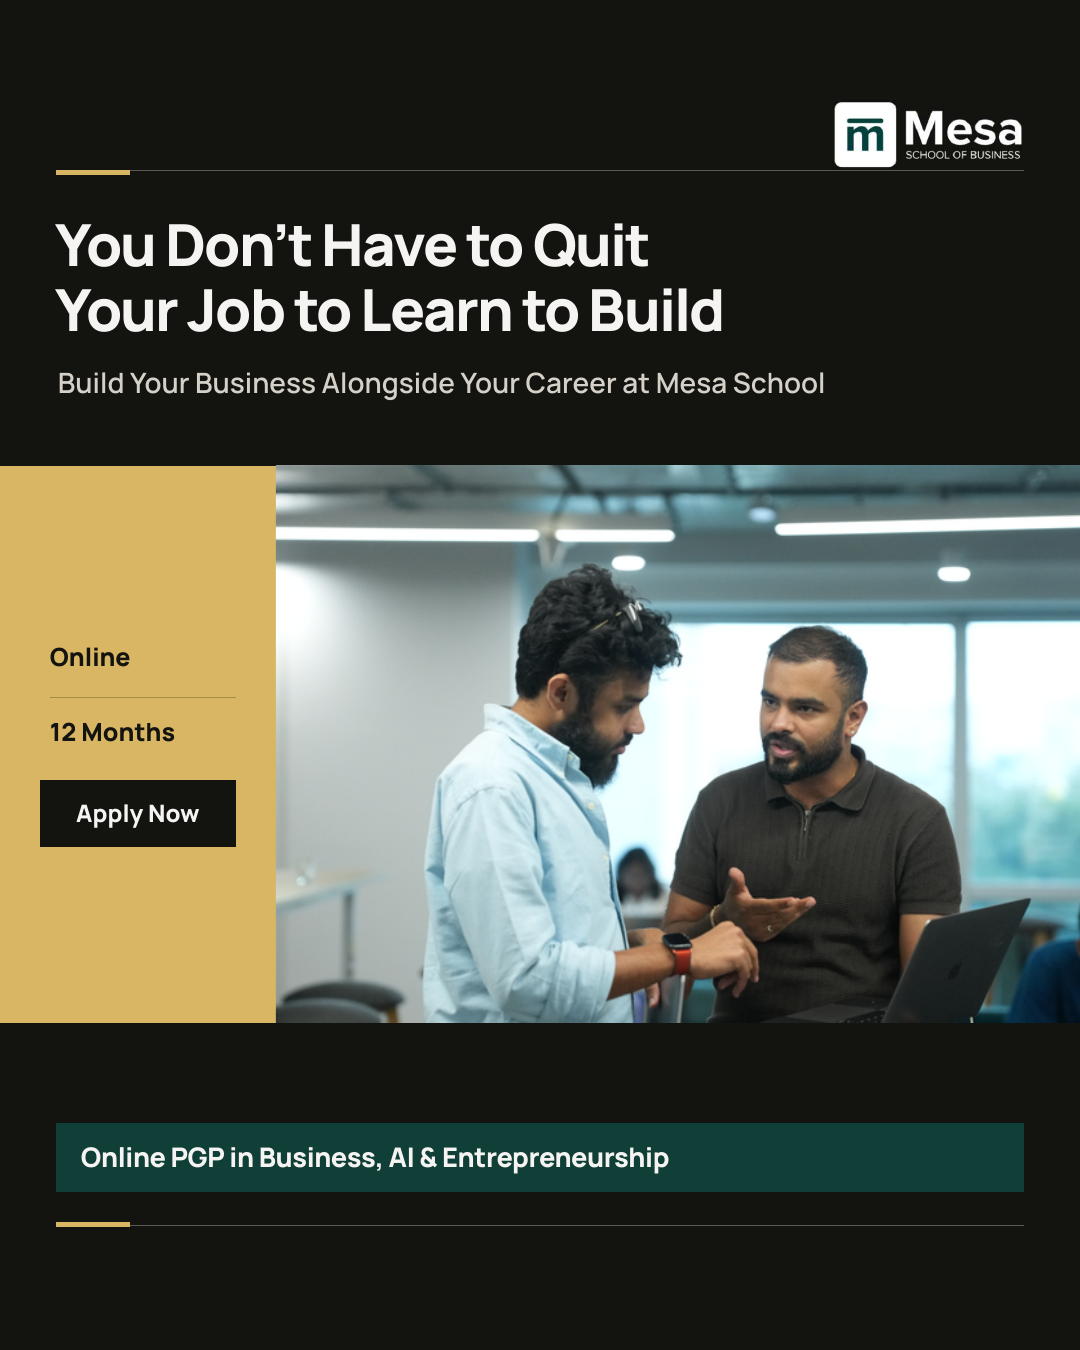 m Mesa
SCHOOL OF BUSINESS
You Don’t Have to Quit
Your Job to Learn to Build
Build Your Business Alongside Your Career at Mesa School
Online
12 Months
Apply Now
Online PGP in Business, AI & Entrepreneurship